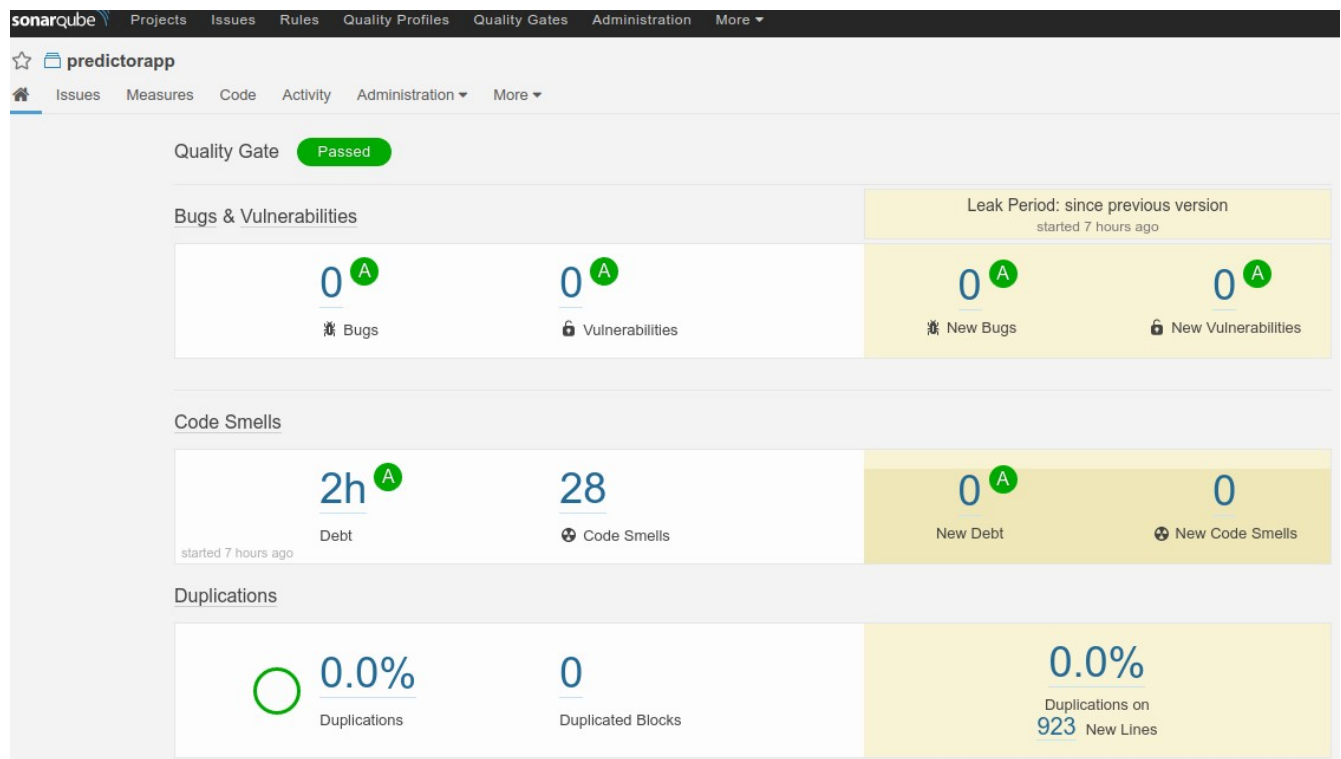 sonarqube Projects Issues Rules Quality Profiles Quality Gates Administration More
predictorapp
Issues Measures Code Activity Administration More
Quality Gate Passed
Bugs & Vulnerabilities
Leak Period: since previous version
started 7 hours ago
0 A 0 A 0 A 0 A
Bugs Vulnerabilities New Bugs New Vulnerabilities
Code Smells
2h A 28 0 A 0
Debt Code Smells New Debt New Code Smells
started 7 hours ago
Duplications
0.0% 0 0.0%
Duplications Duplicated Blocks Duplications on
923 New Lines